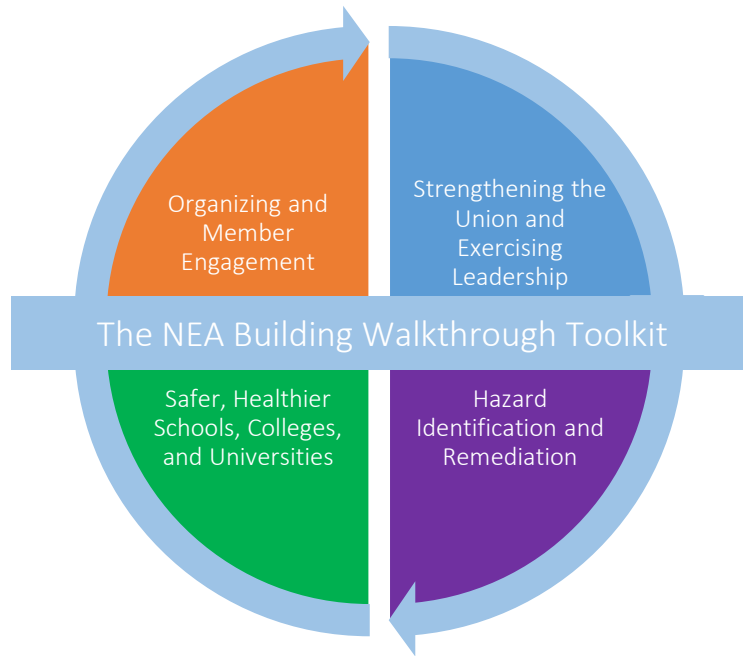 Organizing and
Member
Engagement
Strengthening the
Union and
Exercising
Leadership
The NEA Building Walkthrough Toolkit
Safer, Healthier
Schools, Colleges,
and Universities
Hazard
Identification and
Remediation